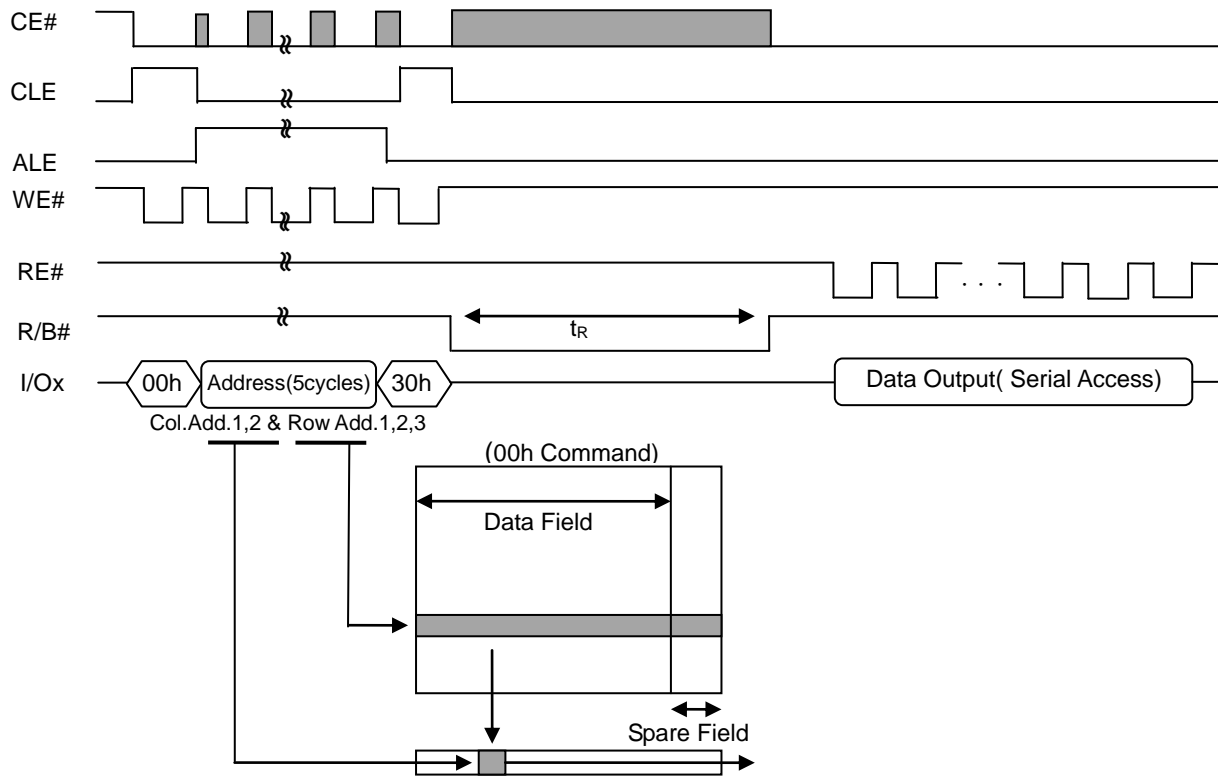 CE#
CLE
ALE
WE#
RE#
. . .
R/B#
tR
I/Ox
00h
Address(5cycles)
30h
Data Output( Serial Access)
Col.Add.1,2 & Row Add.1,2,3
(00h Command)
Data Field
Spare Field